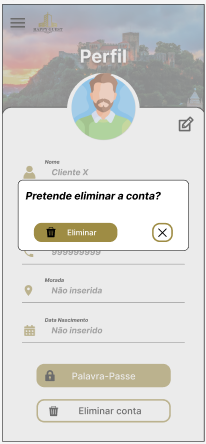 Perfil
Nome
Cliente X
Pretende eliminar a conta?
Eliminar
999999999
Morada
Não inserida
Data Nascimento
Não inserido
Palavra-Passe
Eliminar conta